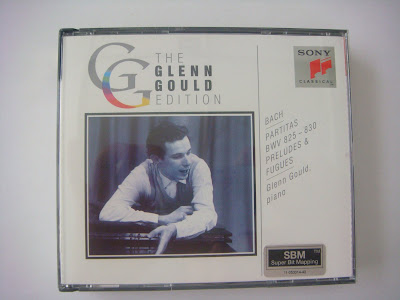 THE
GLENN
GOULD
EDITION
GG
SONY
CLASSICAL
BACH
PARTITAS
BWV 825 – 830
PRELUDES &
FUGUES
Glenn Gould,
piano
SBM
Super Bit Mapping